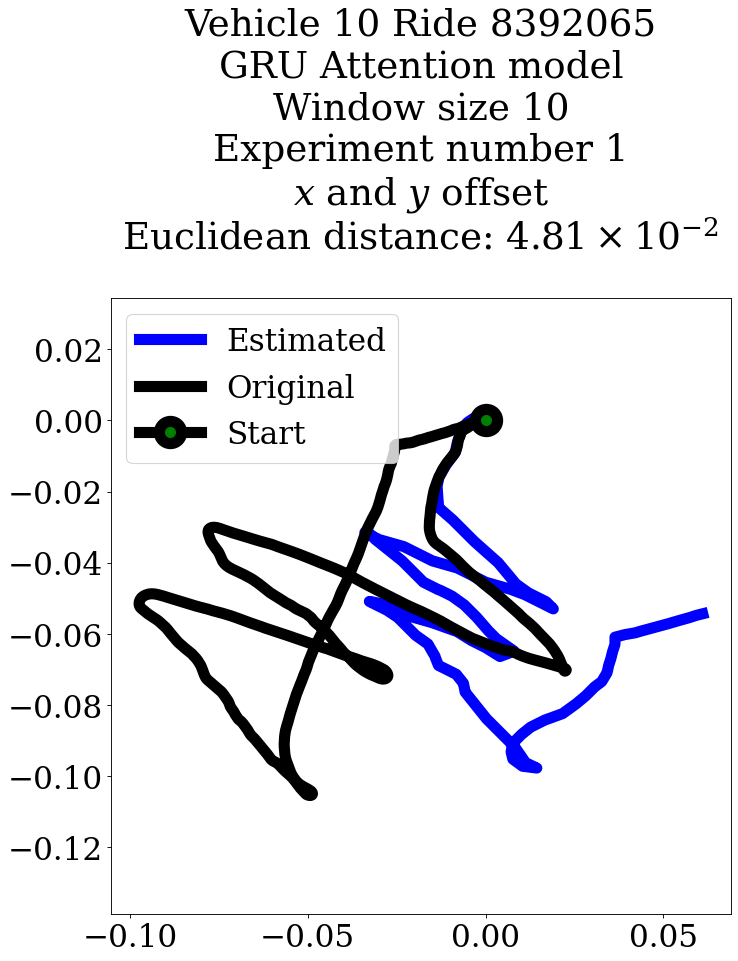 Vehicle 10 Ride 8392065
GRU Attention model
Window size 10
Experiment number 1
x and y offset
Euclidean distance: 4.81 × 10⁻²
Estimated
Original
Start
0.02
0.00
−0.02
−0.04
−0.06
−0.08
−0.10
−0.12
−0.10 −0.05 0.00 0.05